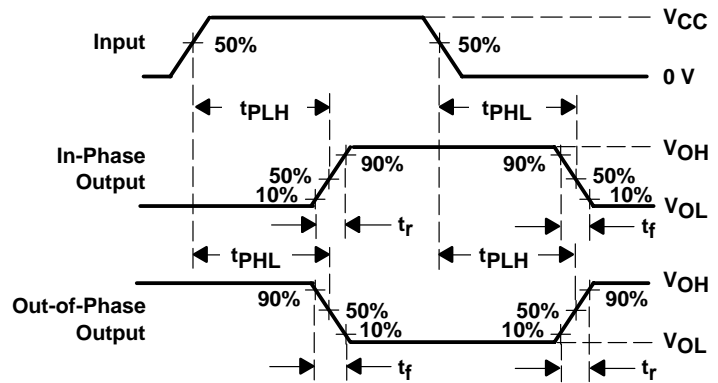 VCC
Input 50% 50%
0 V
tPLH tPHL
In-Phase Output 90% 90% VOH
50% 50%
10% 10% VOL
tr tf
tPHL tPLH
Out-of-Phase Output 90% 90% VOH
50% 50%
10% 10% VOL
tf tr